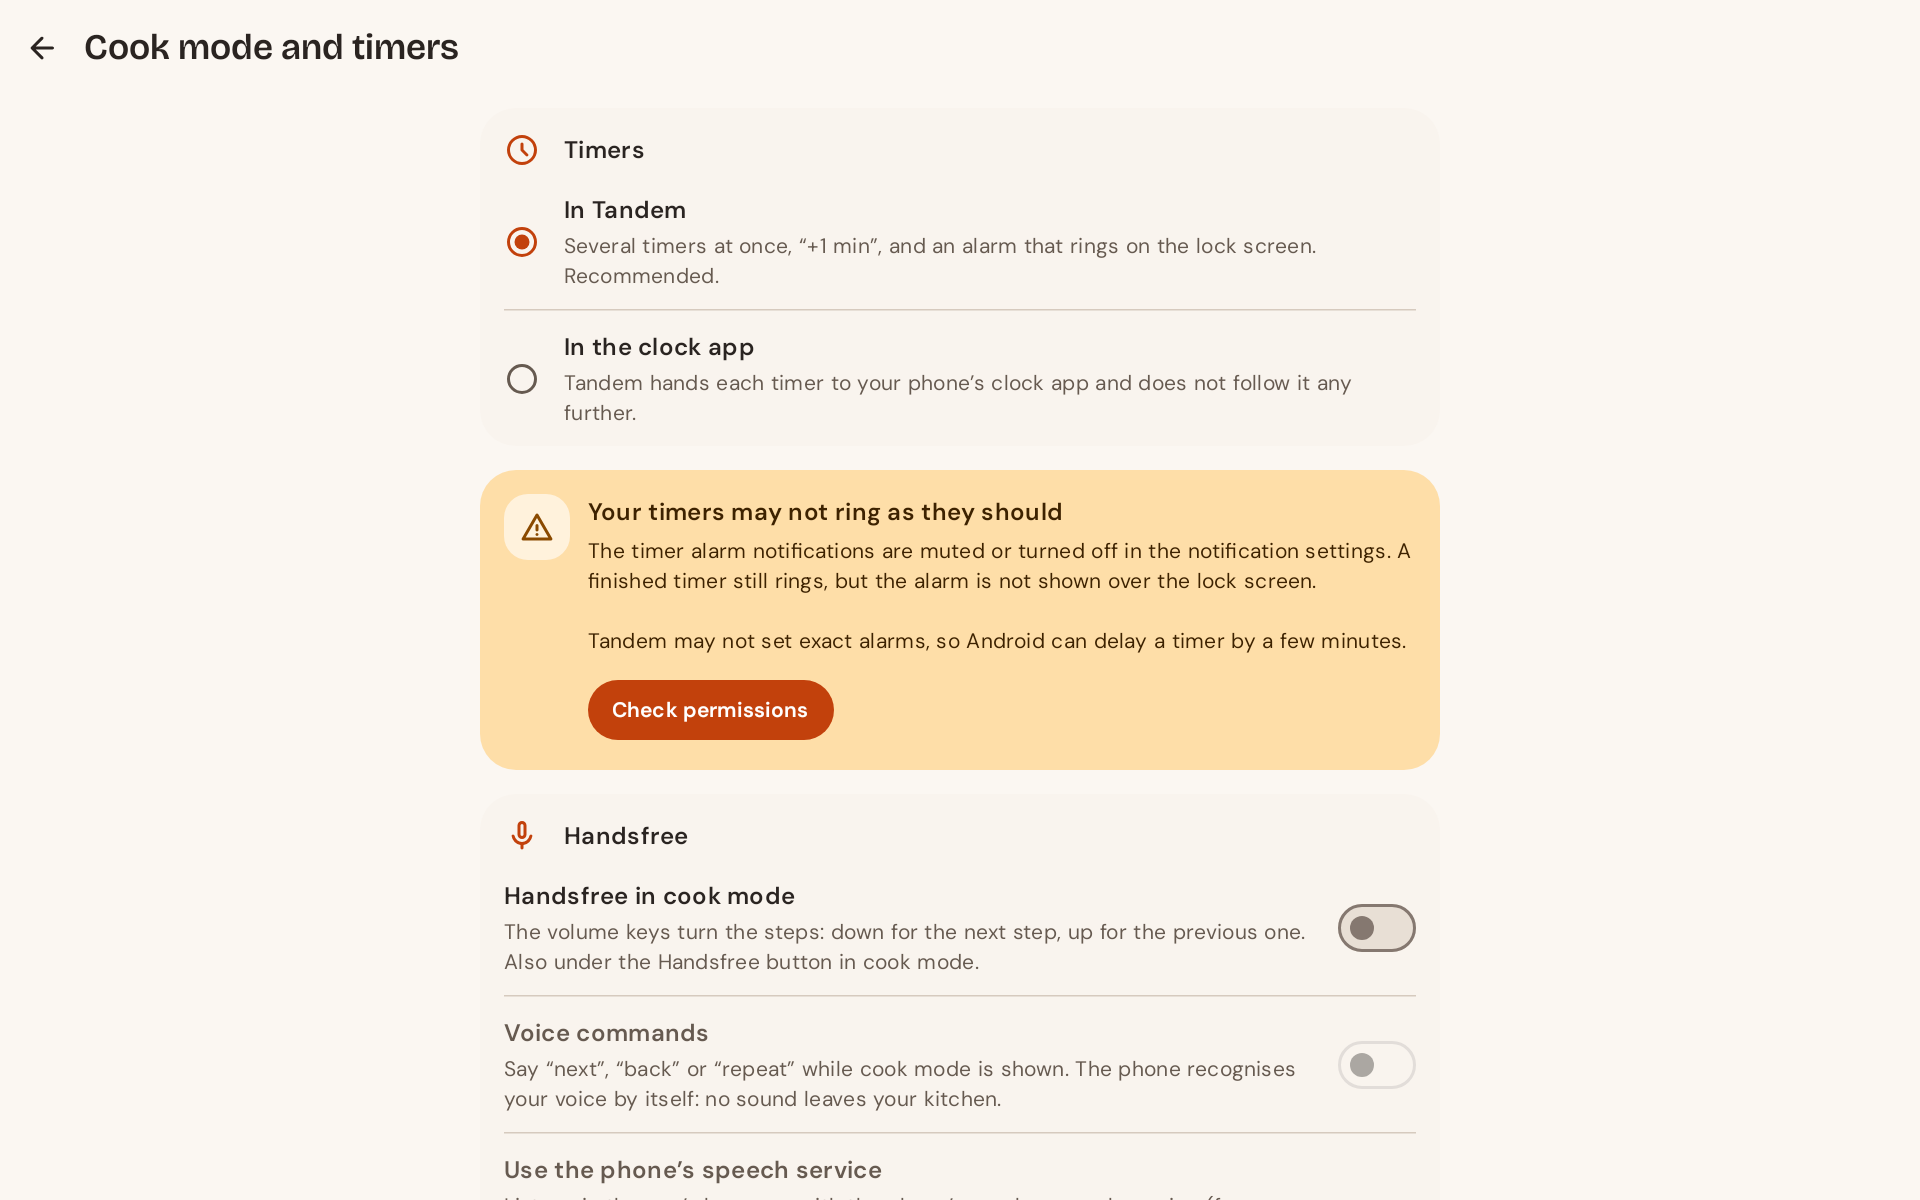 Cook mode and timers
Timers
In Tandem
Several timers at once, “+1 min”, and an alarm that rings on the lock screen.
Recommended.
In the clock app
Tandem hands each timer to your phone’s clock app and does not follow it any
further.
Your timers may not ring as they should
The timer alarm notifications are muted or turned off in the notification settings. A
finished timer still rings, but the alarm is not shown over the lock screen.
Tandem may not set exact alarms, so Android can delay a timer by a few minutes.
Check permissions
Handsfree
Handsfree in cook mode
The volume keys turn the steps: down for the next step, up for the previous one.
Also under the Handsfree button in cook mode.
Voice commands
Say “next”, “back” or “repeat” while cook mode is shown. The phone recognises
your voice by itself: no sound leaves your kitchen.
Use the phone’s speech service